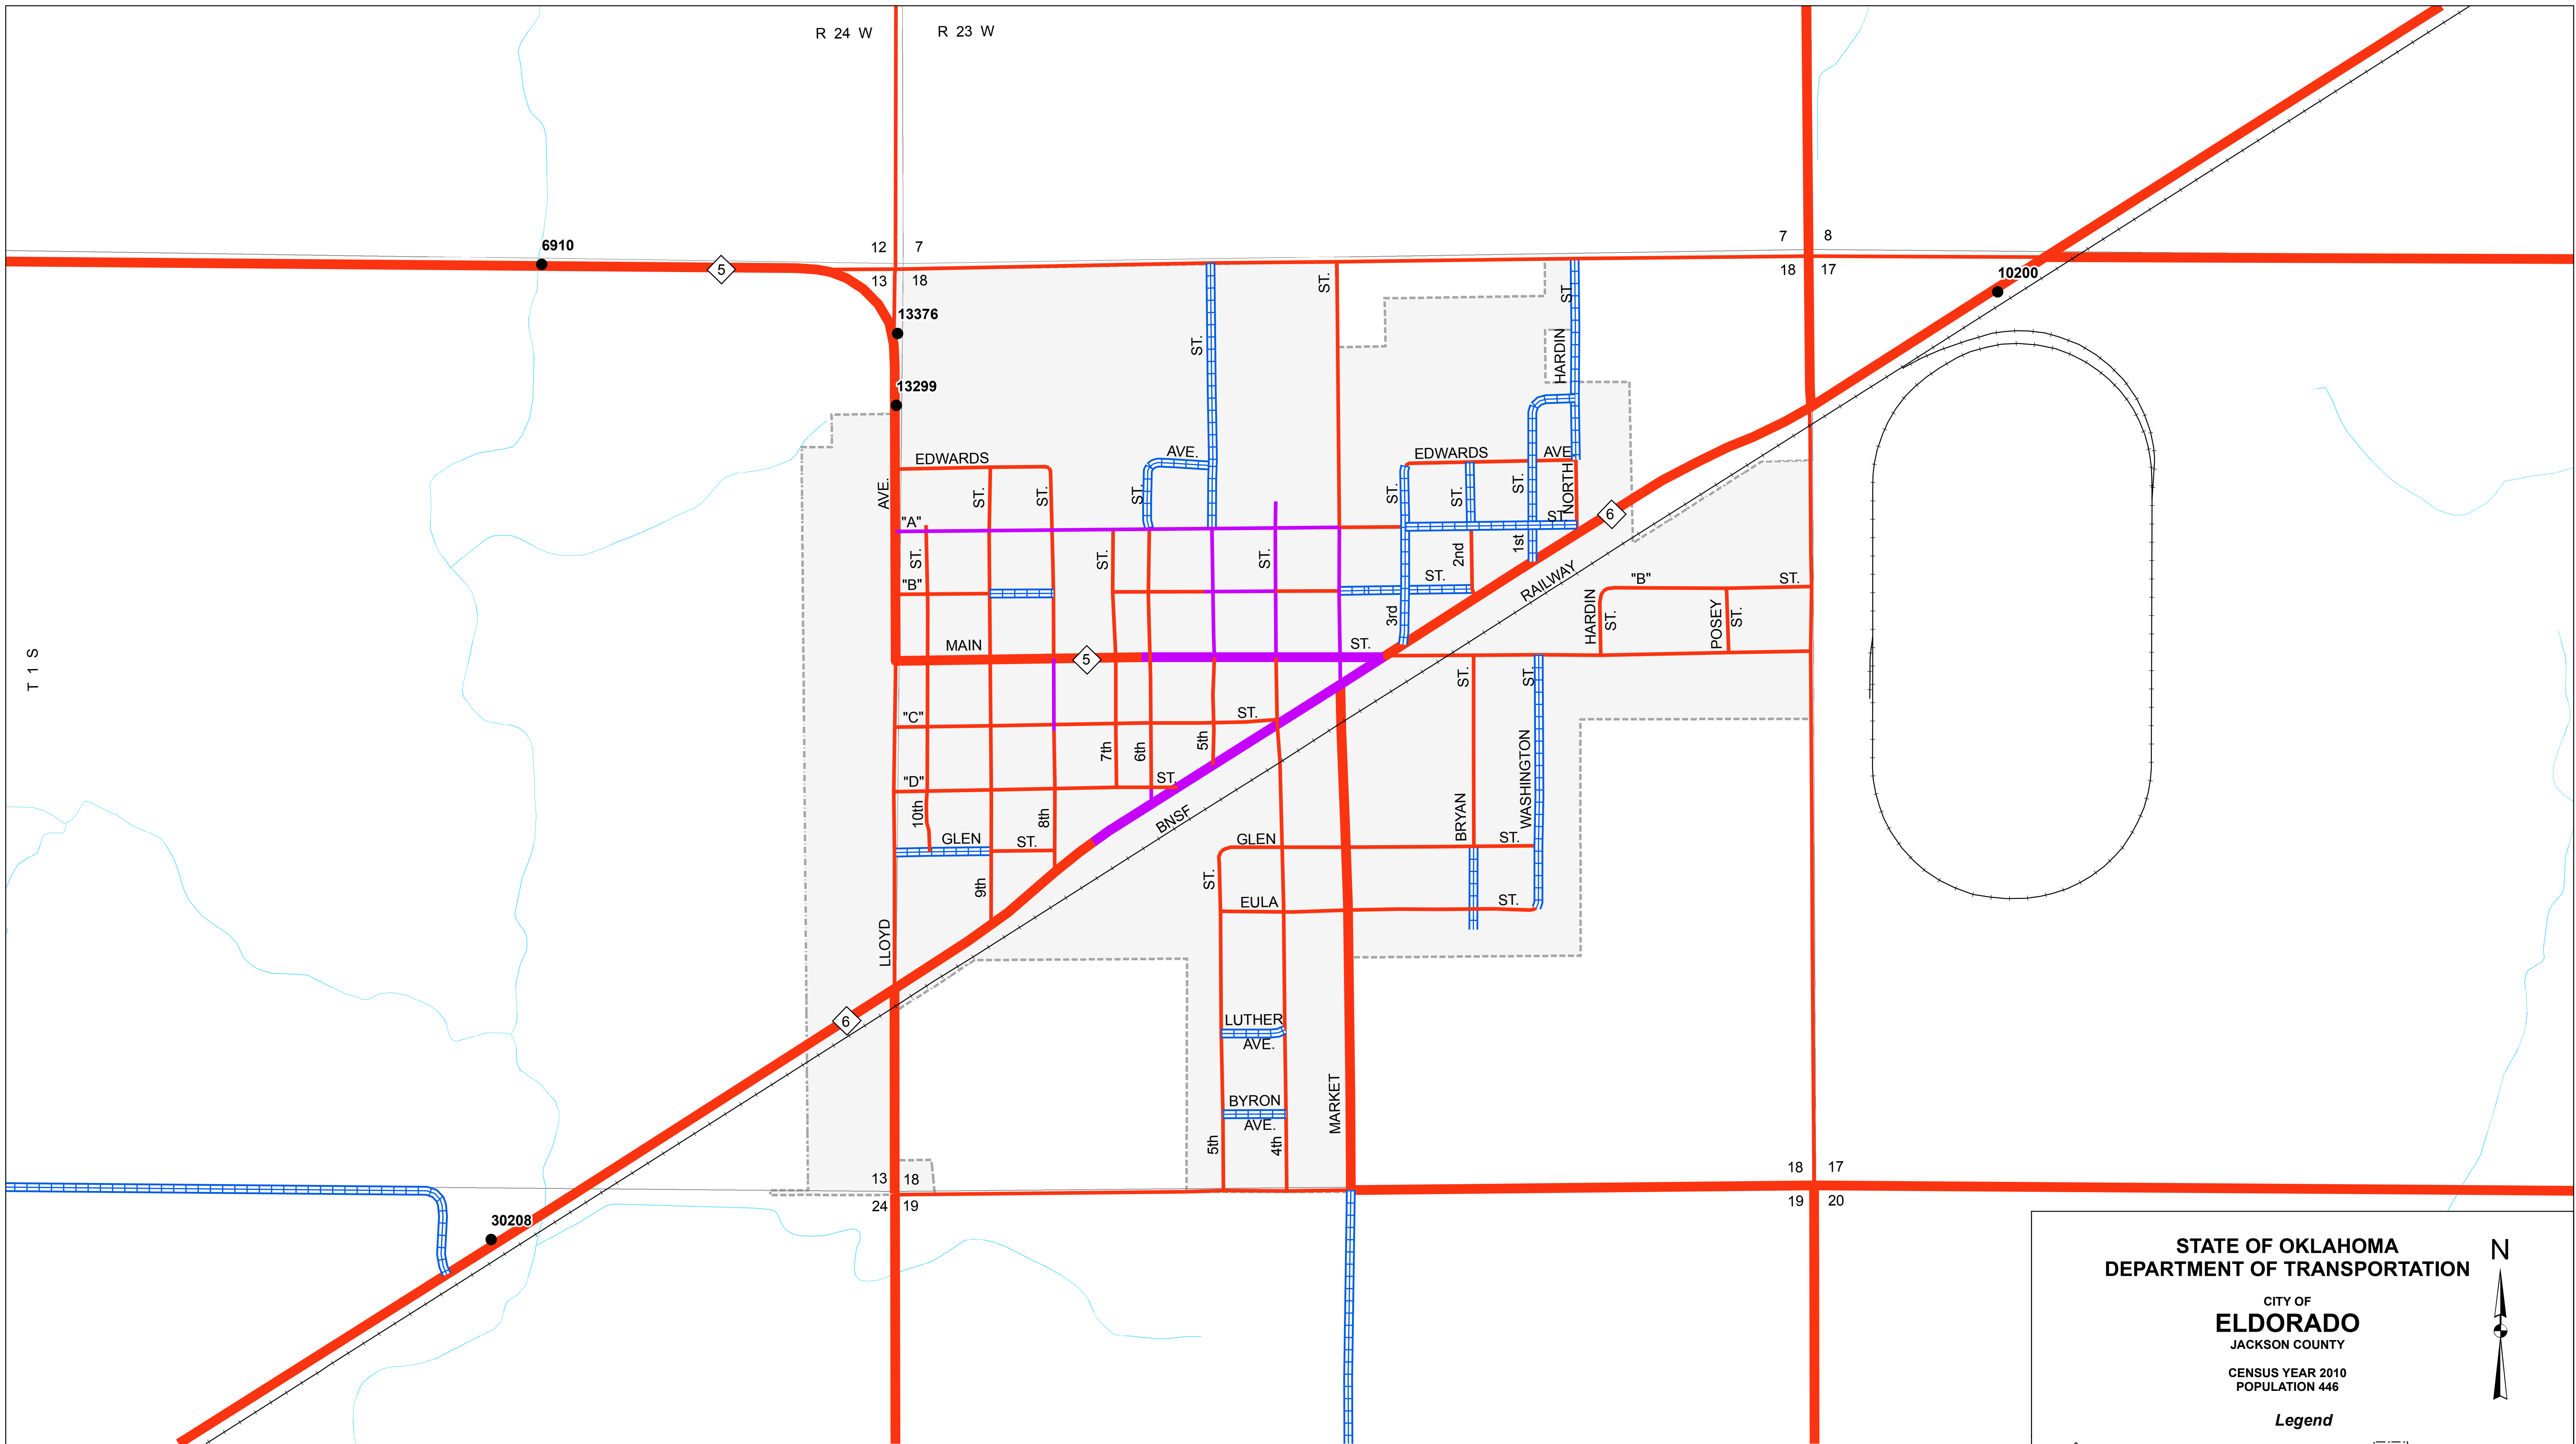 R 24 W
R 23 W
6910
5
12
7
13
18
7
8
18
17
10200
13376
13299
ST.
ST.
ST.
HARDIN
EDWARDS
AVE.
EDWARDS
AVE.
AVE.
ST.
ST.
ST.
ST.
ST.
ST.
NORTH
"A"
ST.
6
ST.
ST.
ST.
2nd
1st
"B"
ST.
RAILWAY
"B"
ST.
3rd
HARDIN
ST.
POSEY
ST.
MAIN
5
ST.
T 1 S
ST.
ST.
"C"
ST.
7th
6th
5th
WASHINGTON
"D"
ST.
10th
8th
BNSF
BRYAN
GLEN
ST.
GLEN
ST.
9th
ST.
EULA
ST.
LLOYD
6
LUTHER
AVE.
BYRON
AVE.
MARKET
5th
4th
13
18
24
19
18
17
19
20
30208
STATE OF OKLAHOMA
DEPARTMENT OF TRANSPORTATION
N
CITY OF
ELDORADO
JACKSON COUNTY
CENSUS YEAR 2010
POPULATION 446
Legend